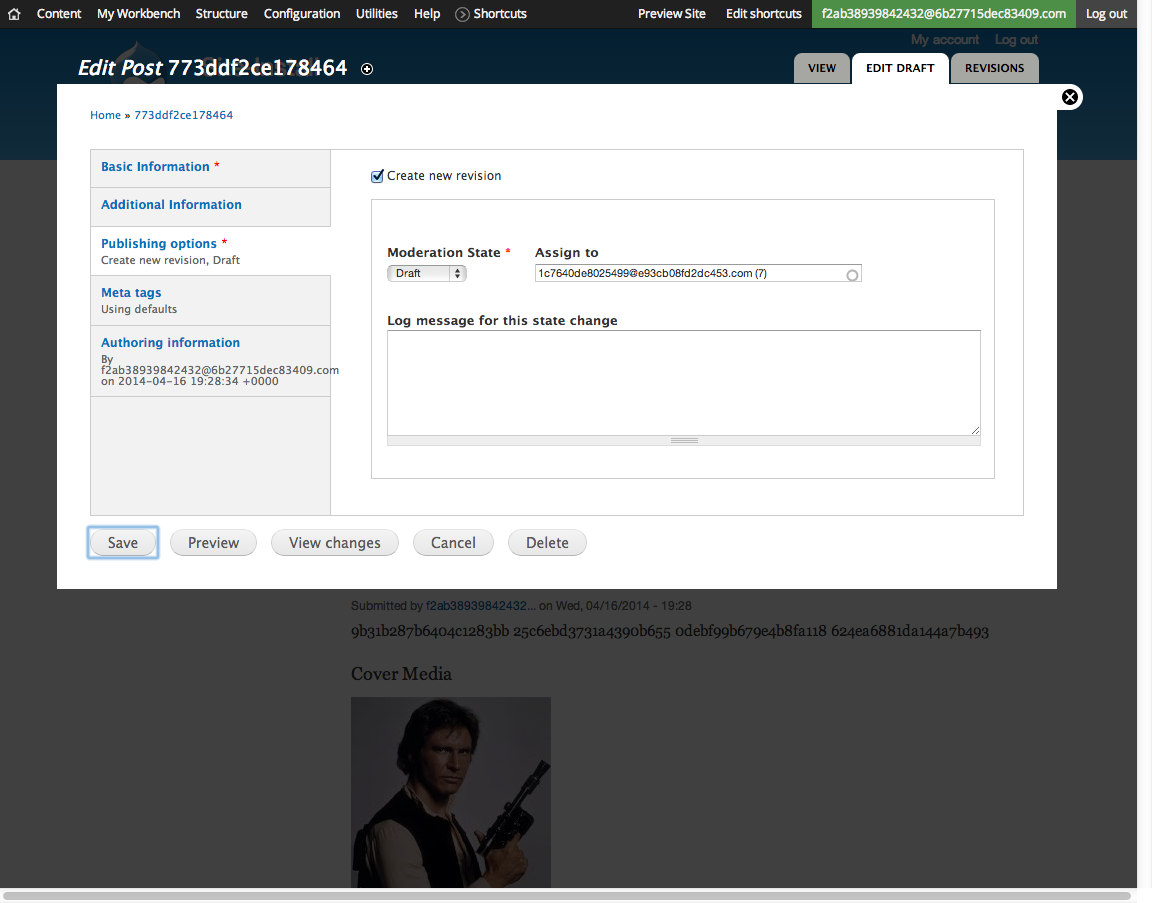 Content My Workbench Structure Configuration Utilities Help Shortcuts Preview Site Edit shortcuts f2ab38939842432@6b27715dec83409.com Log out
My account Log out
Edit Post 773ddf2ce178464
VIEW EDIT DRAFT REVISIONS
Home » 773ddf2ce178464
Basic Information *
Additional Information
Publishing options *
Create new revision, Draft
Meta tags
Using defaults
Authoring information
By
f2ab38939842432@6b27715dec83409.com
on 2014-04-16 19:28:34 +0000
Create new revision
Moderation State * Assign to
Draft 1c7640de8025499@e93cb08fd2dc453.com (7)
Log message for this state change
Save Preview View changes Cancel Delete
Submitted by f2ab38939842432... on Wed, 04/16/2014 - 19:28
9b31b287b6404c1283bb 25c6ebd3731a4390b655 0debf99b679e4b8fa118 624ea6881da144a7b493
Cover Media